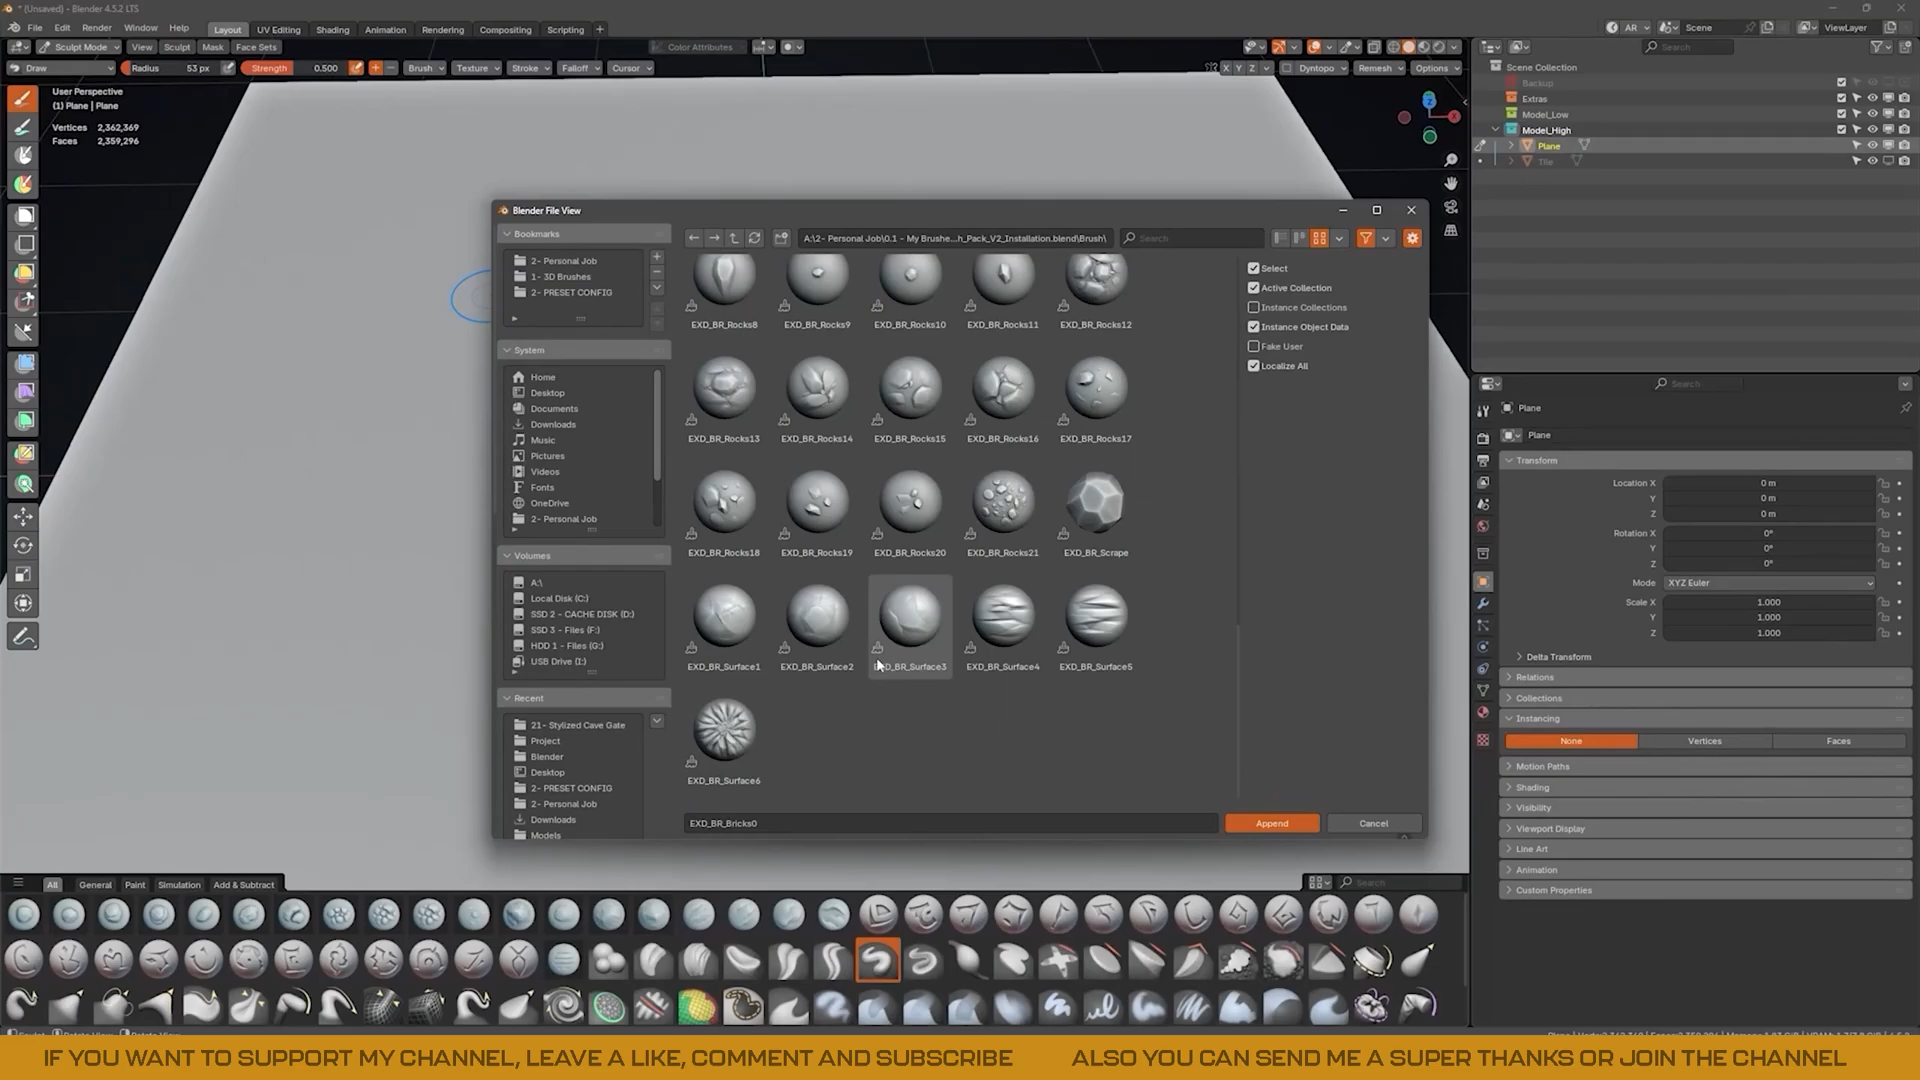 * (Unsaved) - Blender 4.5.2 LTS
File Edit Render Window Help Layout UV Editing Shading Animation Rendering Compositing Scripting +
AR Scene ViewLayer
Sculpt Mode View Sculpt Mask Face Sets Color Attributes
Draw Radius 53 px Strength 0.500 Brush Texture Stroke Falloff Cursor
X Y Z Dyntopo Remesh Options
User Perspective
(1) Plane | Plane
Vertices 2,362,369
Faces 2,359,296
Search
Scene Collection
Backup
Extras
Model_Low
Model_High
Plane
Tile
Blender File View
Bookmarks
2- Personal Job
1- 3D Brushes
2- PRESET CONFIG
System
Home
Desktop
Documents
Downloads
Music
Pictures
Videos
Fonts
OneDrive
2- Personal Job
Volumes
A:\
Local Disk (C:)
SSD 2 - CACHE DISK (D:)
SSD 3 - Files (F:)
HDD 1 - Files (G:)
USB Drive (I:)
Recent
21- Stylized Cave Gate
Project
Blender
Desktop
2- PRESET CONFIG
2- Personal Job
Downloads
Models
A:\2- Personal Job\0.1 - My Brushe...h_Pack_V2_Installation.blend\Brush\
Search
EXD_BR_Rocks8 EXD_BR_Rocks9 EXD_BR_Rocks10 EXD_BR_Rocks11 EXD_BR_Rocks12
EXD_BR_Rocks13 EXD_BR_Rocks14 EXD_BR_Rocks15 EXD_BR_Rocks16 EXD_BR_Rocks17
EXD_BR_Rocks18 EXD_BR_Rocks19 EXD_BR_Rocks20 EXD_BR_Rocks21 EXD_BR_Scrape
EXD_BR_Surface1 EXD_BR_Surface2 EXD_BR_Surface3 EXD_BR_Surface4 EXD_BR_Surface5
EXD_BR_Surface6
Select
Active Collection
Instance Collections
Instance Object Data
Fake User
Localize All
EXD_BR_Bricks0 Append Cancel
Search
Plane
Plane
Transform
Location X 0 m
Y 0 m
Z 0 m
Rotation X 0°
Y 0°
Z 0°
Mode XYZ Euler
Scale X 1.000
Y 1.000
Z 1.000
Delta Transform
Relations
Collections
Instancing
None Vertices Faces
Motion Paths
Shading
Visibility
Viewport Display
Line Art
Animation
Custom Properties
All General Paint Simulation Add & Subtract Search
IF YOU WANT TO SUPPORT MY CHANNEL, LEAVE A LIKE, COMMENT AND SUBSCRIBE ALSO YOU CAN SEND ME A SUPER THANKS OR JOIN THE CHANNEL